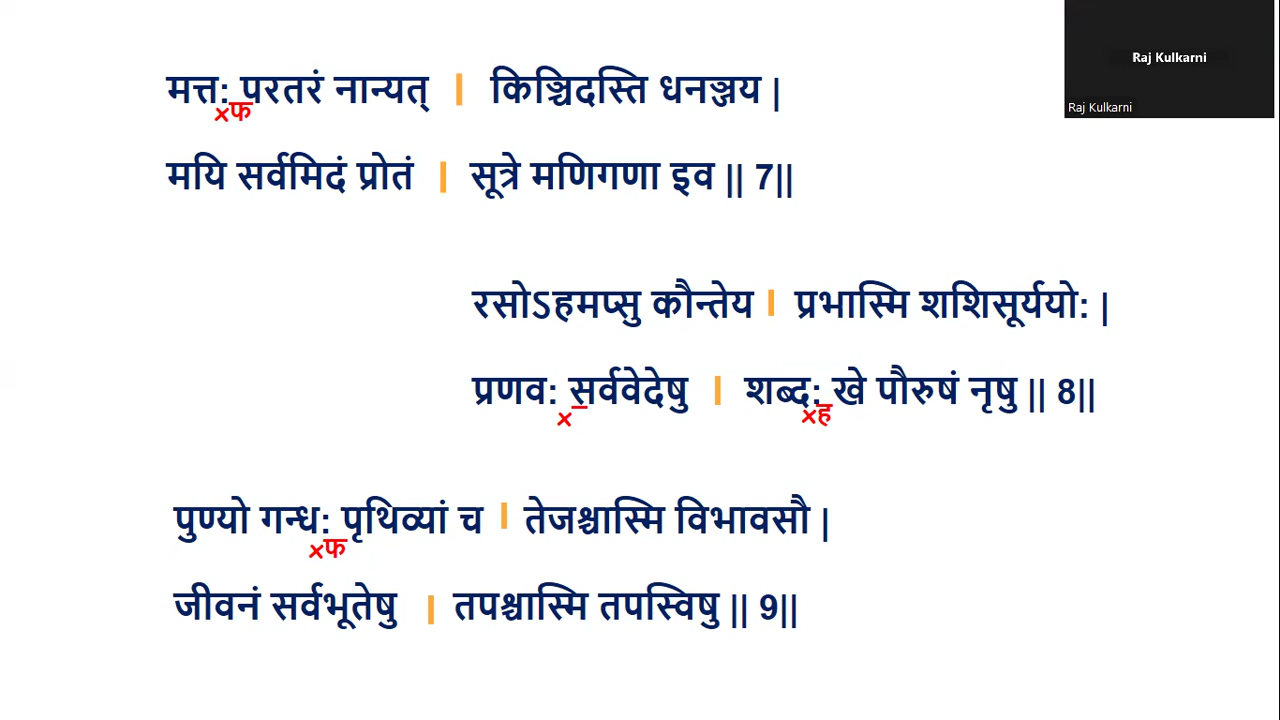 Raj Kulkarni
Raj Kulkarni
मत्त: परतरं नान्यत् । किञ्चिदस्ति धनञ्जय |
×फ
मयि सर्वमिदं प्रोतं । सूत्रे मणिगणा इव || 7||
रसोऽहमप्सु कौन्तेय । प्रभास्मि शशिसूर्ययो: |
प्रणव: सर्ववेदेषु । शब्द: खे पौरुषं नृषु || 8||
× ×ह
पुण्यो गन्ध: पृथिव्यां च । तेजश्चास्मि विभावसौ |
×फ
जीवनं सर्वभूतेषु । तपश्चास्मि तपस्विषु || 9||